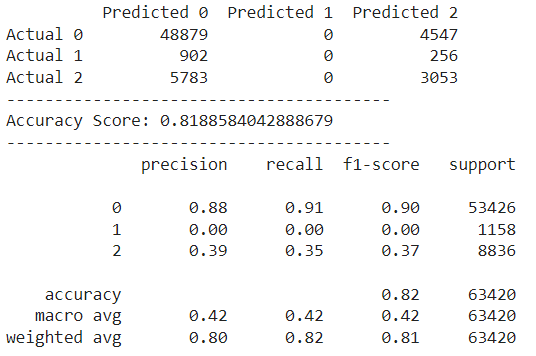 Predicted 0 Predicted 1 Predicted 2
Actual 0 48879 0 4547
Actual 1 902 0 256
Actual 2 5783 0 3053
----------------------------------------
Accuracy Score: 0.8188584042888679
----------------------------------------
precision recall f1-score support
0 0.88 0.91 0.90 53426
1 0.00 0.00 0.00 1158
2 0.39 0.35 0.37 8836
accuracy 0.82 63420
macro avg 0.42 0.42 0.42 63420
weighted avg 0.80 0.82 0.81 63420